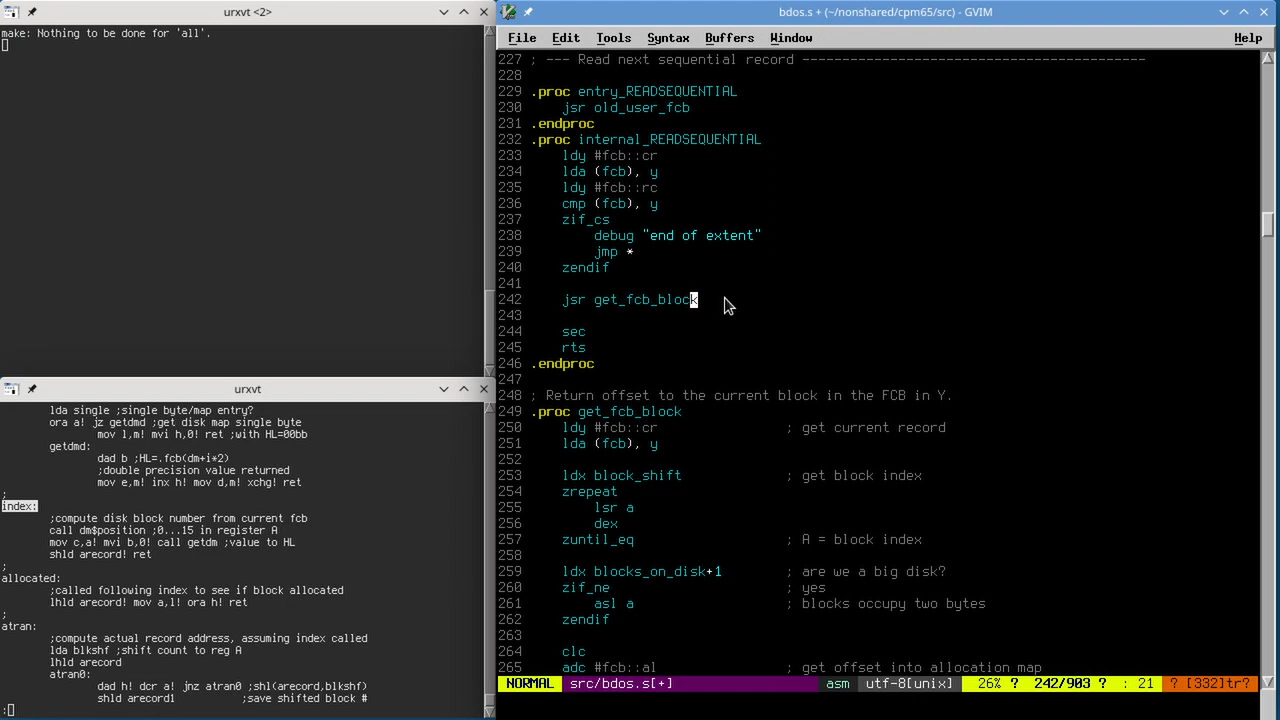 urxvt <2>
make: Nothing to be done for 'all'.
urxvt
        lda single ;single byte/map entry?
        ora a! jz getdmd ;get disk map single byte
                mov l,m! mvi h,0! ret ;with HL=00bb
        getdmd:
                dad b ;HL=.fcb(dm+i*2)
                ;double precision value returned
                mov e,m! inx h! mov d,m! xchg! ret
;
index:
        ;compute disk block number from current fcb
        call dm$position ;0...15 in register A
        mov c,a! mvi b,0! call getdm ;value to HL
        shld arecord! ret
;
allocated:
        ;called following index to see if block allocated
        lhld arecord! mov a,l! ora h! ret
;
atran:
        ;compute actual record address, assuming index called
        lda blkshf ;shift count to reg A
        lhld arecord
        atran0:
                dad h! dcr a! jnz atran0 ;shl(arecord,blkshf)
                shld arecord1           ;save shifted block #
:
bdos.s + (~/nonshared/cpm65/src) - GVIM
File Edit Tools Syntax Buffers Window Help
227 ; --- Read next sequential record -------------------------------------------
228
229 .proc entry_READSEQUENTIAL
230     jsr old_user_fcb
231 .endproc
232 .proc internal_READSEQUENTIAL
233     ldy #fcb::cr
234     lda (fcb), y
235     ldy #fcb::rc
236     cmp (fcb), y
237     zif_cs
238         debug "end of extent"
239         jmp *
240     zendif
241
242     jsr get_fcb_block
243
244     sec
245     rts
246 .endproc
247
248 ; Return offset to the current block in the FCB in Y.
249 .proc get_fcb_block
250     ldy #fcb::cr            ; get current record
251     lda (fcb), y
252
253     ldx block_shift         ; get block index
254     zrepeat
255         lsr a
256         dex
257     zuntil_eq               ; A = block index
258
259     ldx blocks_on_disk+1    ; are we a big disk?
260     zif_ne                  ; yes
261         asl a               ; blocks occupy two bytes
262     zendif
263
264     clc
265     adc #fcb::al            ; get offset into allocation map
NORMAL src/bdos.s[+] asm utf-8[unix] 26% ? 242/903 ? : 21 ? [332]tr?